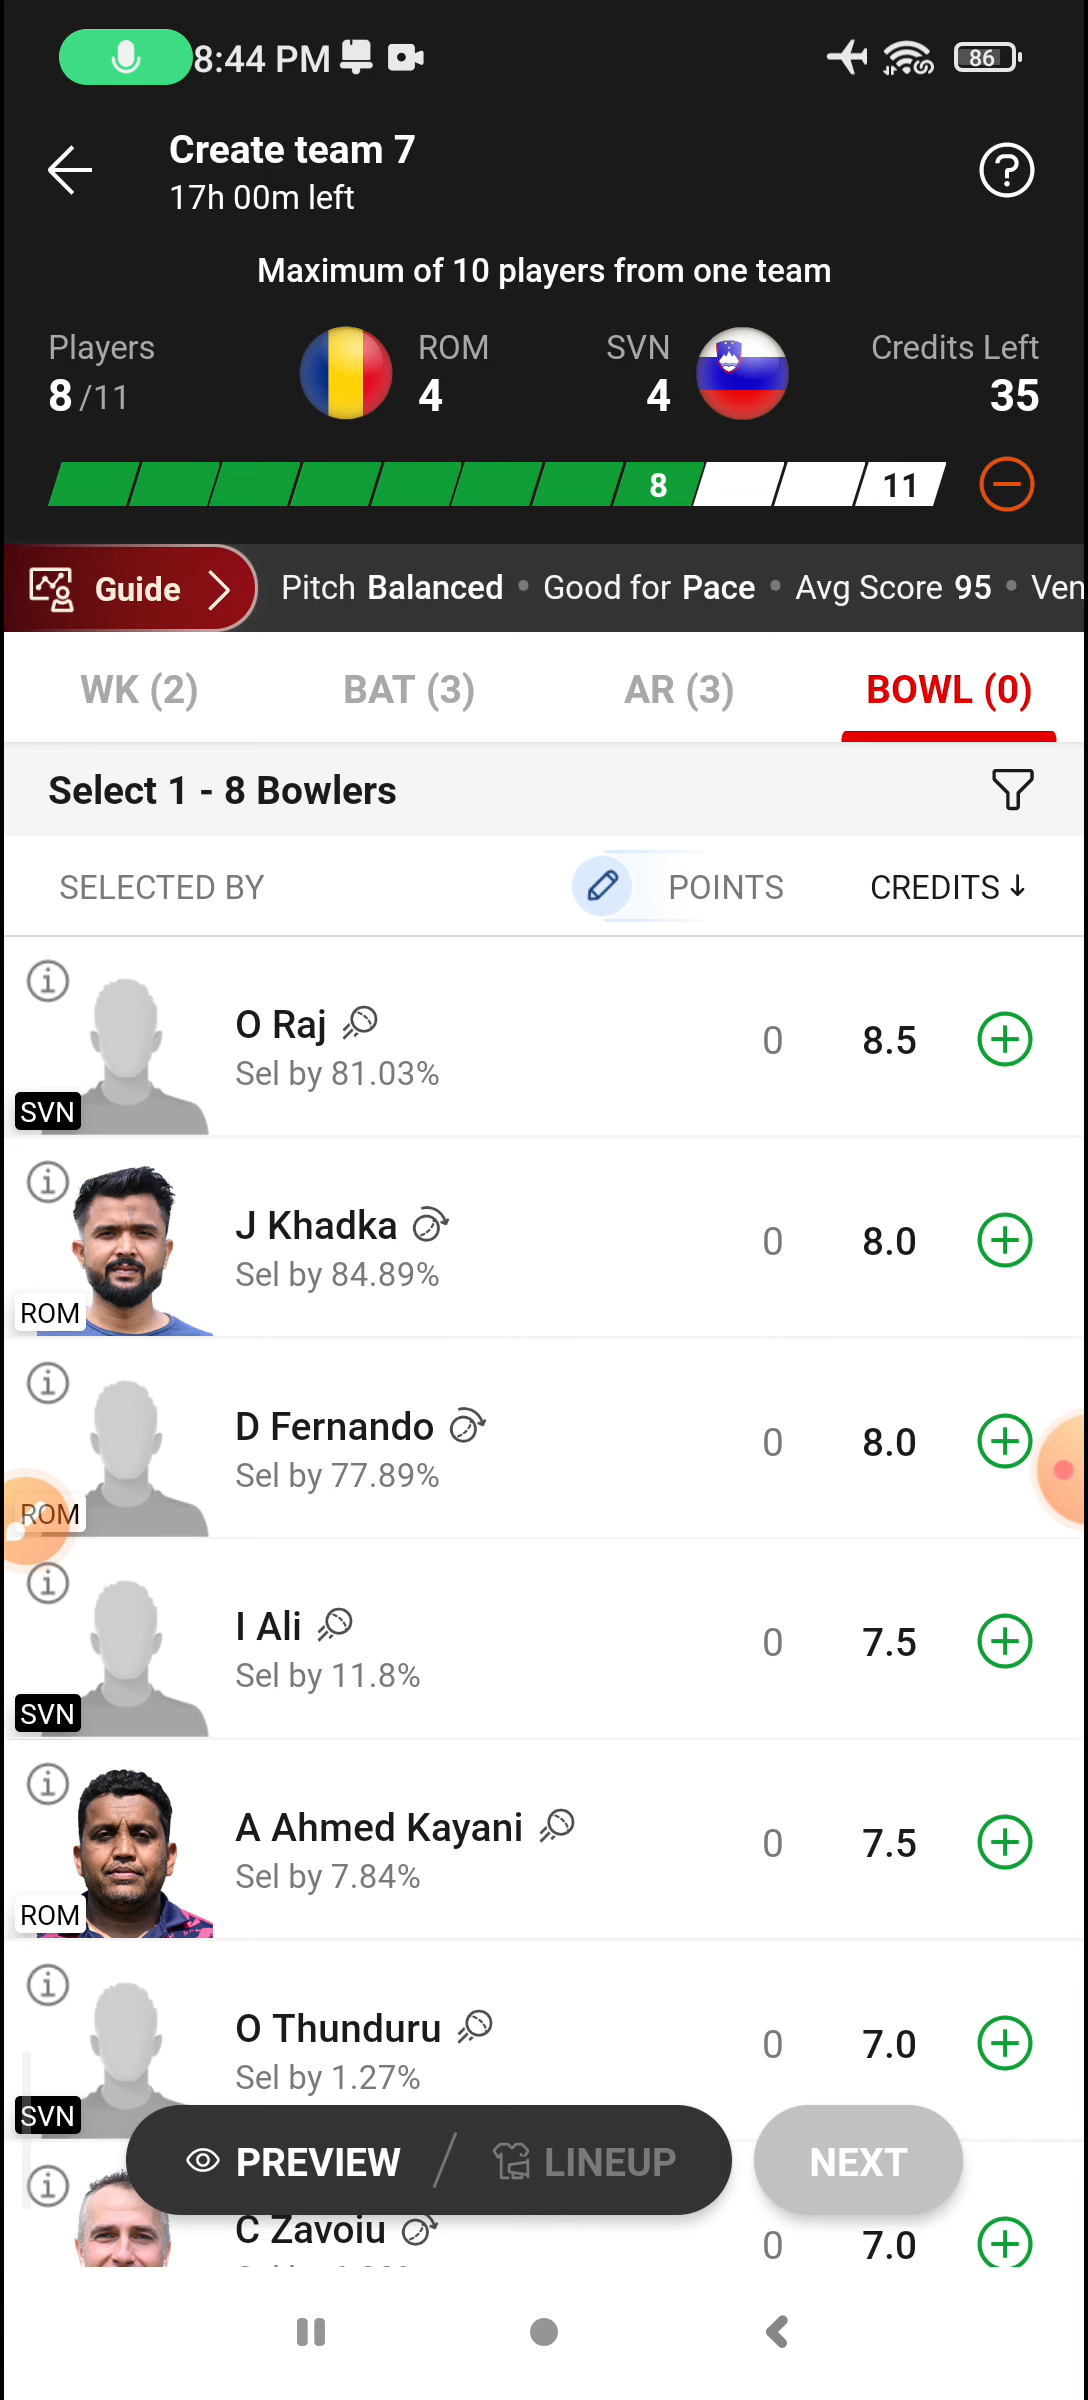 8:44 PM 86
Create team 7
17h 00m left
Maximum of 10 players from one team
Players ROM SVN Credits Left
8 /11 4 4 35
8 11
Guide Pitch Balanced • Good for Pace • Avg Score 95 • Ven
WK (2) BAT (3) AR (3) BOWL (0)
Select 1 - 8 Bowlers
SELECTED BY POINTS CREDITS ↓
O Raj
Sel by 81.03%
0 8.5
SVN
J Khadka
Sel by 84.89%
0 8.0
ROM
D Fernando
Sel by 77.89%
0 8.0
ROM
I Ali
Sel by 11.8%
0 7.5
SVN
A Ahmed Kayani
Sel by 7.84%
0 7.5
ROM
O Thunduru
Sel by 1.27%
0 7.0
SVN
PREVIEW / LINEUP NEXT
C Zavoiu
0 7.0